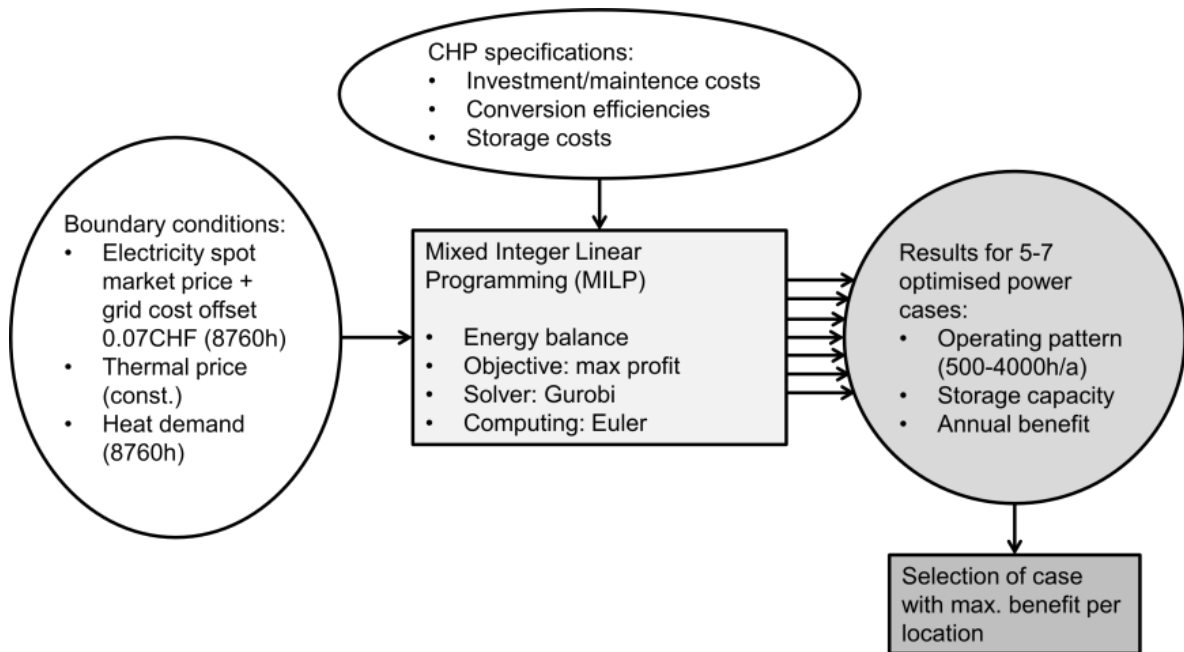 CHP specifications:
• Investment/maintence costs
• Conversion efficiencies
• Storage costs
Boundary conditions:
• Electricity spot
market price +
grid cost offset
0.07CHF (8760h)
• Thermal price
(const.)
• Heat demand
(8760h)
Mixed Integer Linear
Programming (MILP)
• Energy balance
• Objective: max profit
• Solver: Gurobi
• Computing: Euler
Results for 5-7
optimised power
cases:
• Operating pattern
(500-4000h/a)
• Storage capacity
• Annual benefit
Selection of case
with max. benefit per
location